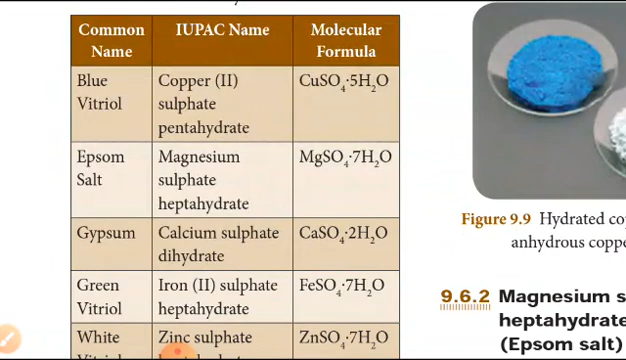 Common Name
IUPAC Name
Molecular Formula
Blue Vitriol
Copper (II) sulphate pentahydrate
CuSO₄·5H₂O
Epsom Salt
Magnesium sulphate heptahydrate
MgSO₄·7H₂O
Gypsum
Calcium sulphate dihydrate
CaSO₄·2H₂O
Green Vitriol
Iron (II) sulphate heptahydrate
FeSO₄·7H₂O
White
Zinc sulphate
ZnSO₄·7H₂O
Figure 9.9 Hydrated co
anhydrous coppe
9.6.2 Magnesium s
heptahydrate
(Epsom salt)